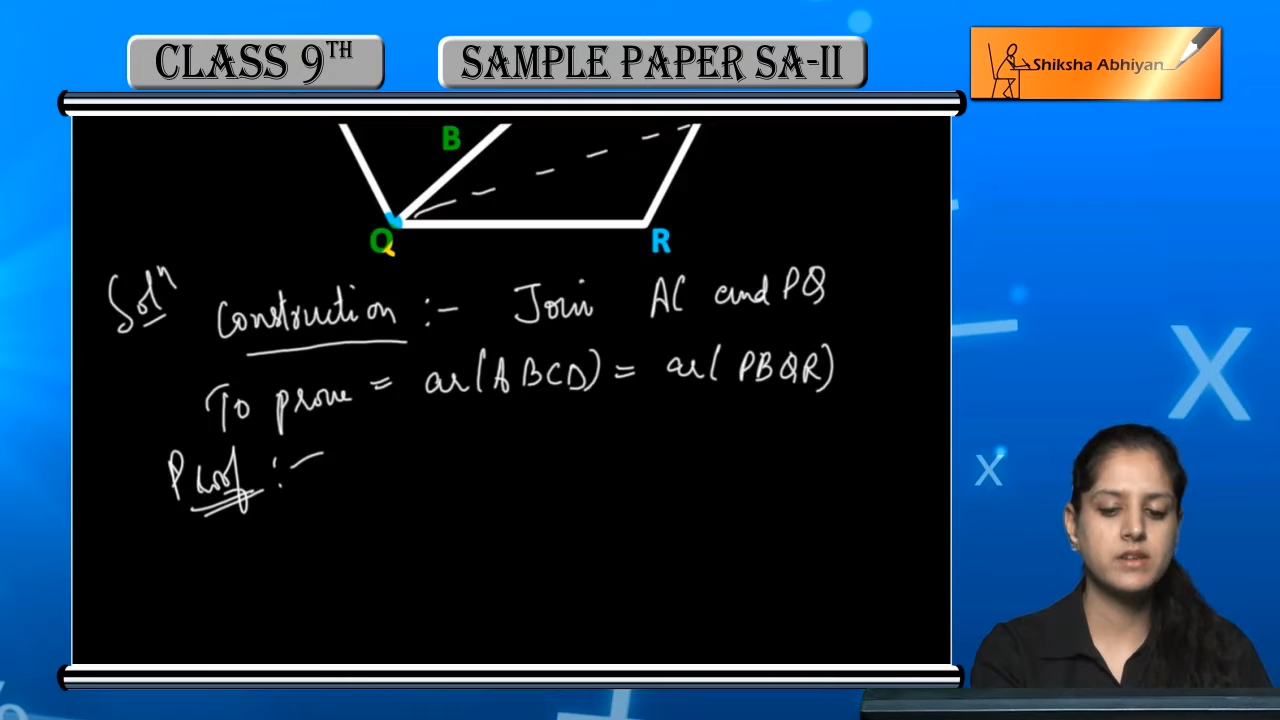 CLASS 9TH
SAMPLE PAPER SA-II
Shiksha Abhiyan
B
Q
R
Solⁿ Construction :- Join AC and PQ
To prove = ar(ABCD) = ar(PBQR)
Proof :-
X
X